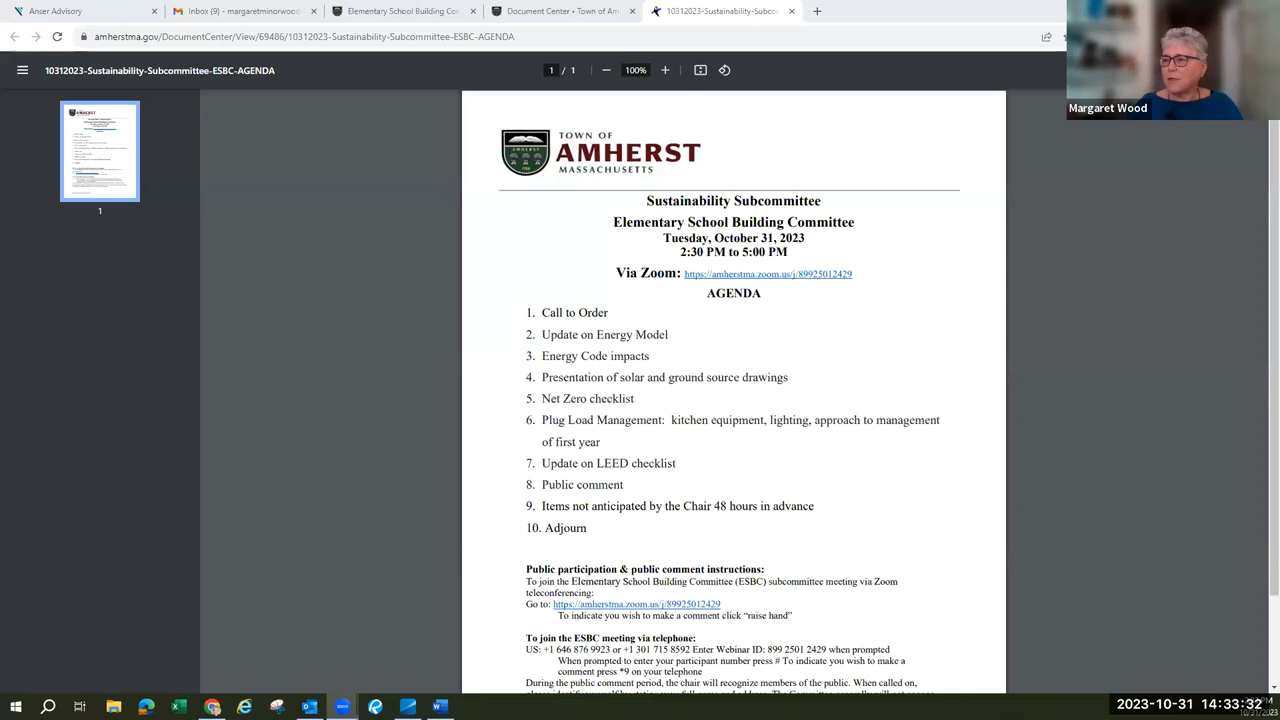 Anser Advisory
Inbox (9) - margaretminorwood
Elementary School Building Co
Document Center • Town of Am
10312023-Sustainability-Subcom
amherstma.gov/DocumentCenter/View/69486/10312023-Sustainability-Subcommittee-ESBC-AGENDA
10312023-Sustainability-Subcommittee-ESBC-AGENDA
1 / 1
100%
Margaret Wood
1
TOWN OF
AMHERST
MASSACHUSETTS
Sustainability Subcommittee
Elementary School Building Committee
Tuesday, October 31, 2023
2:30 PM to 5:00 PM
Via Zoom: https://amherstma.zoom.us/j/89925012429
AGENDA
1. Call to Order
2. Update on Energy Model
3. Energy Code impacts
4. Presentation of solar and ground source drawings
5. Net Zero checklist
6. Plug Load Management: kitchen equipment, lighting, approach to management
of first year
7. Update on LEED checklist
8. Public comment
9. Items not anticipated by the Chair 48 hours in advance
10. Adjourn
Public participation & public comment instructions:
To join the Elementary School Building Committee (ESBC) subcommittee meeting via Zoom
teleconferencing:
Go to: https://amherstma.zoom.us/j/89925012429
To indicate you wish to make a comment click “raise hand”
To join the ESBC meeting via telephone:
US: +1 646 876 9923 or +1 301 715 8592 Enter Webinar ID: 899 2501 2429 when prompted
When prompted to enter your participant number press # To indicate you wish to make a
comment press *9 on your telephone
During the public comment period, the chair will recognize members of the public. When called on,
2023-10-31 14:33:32